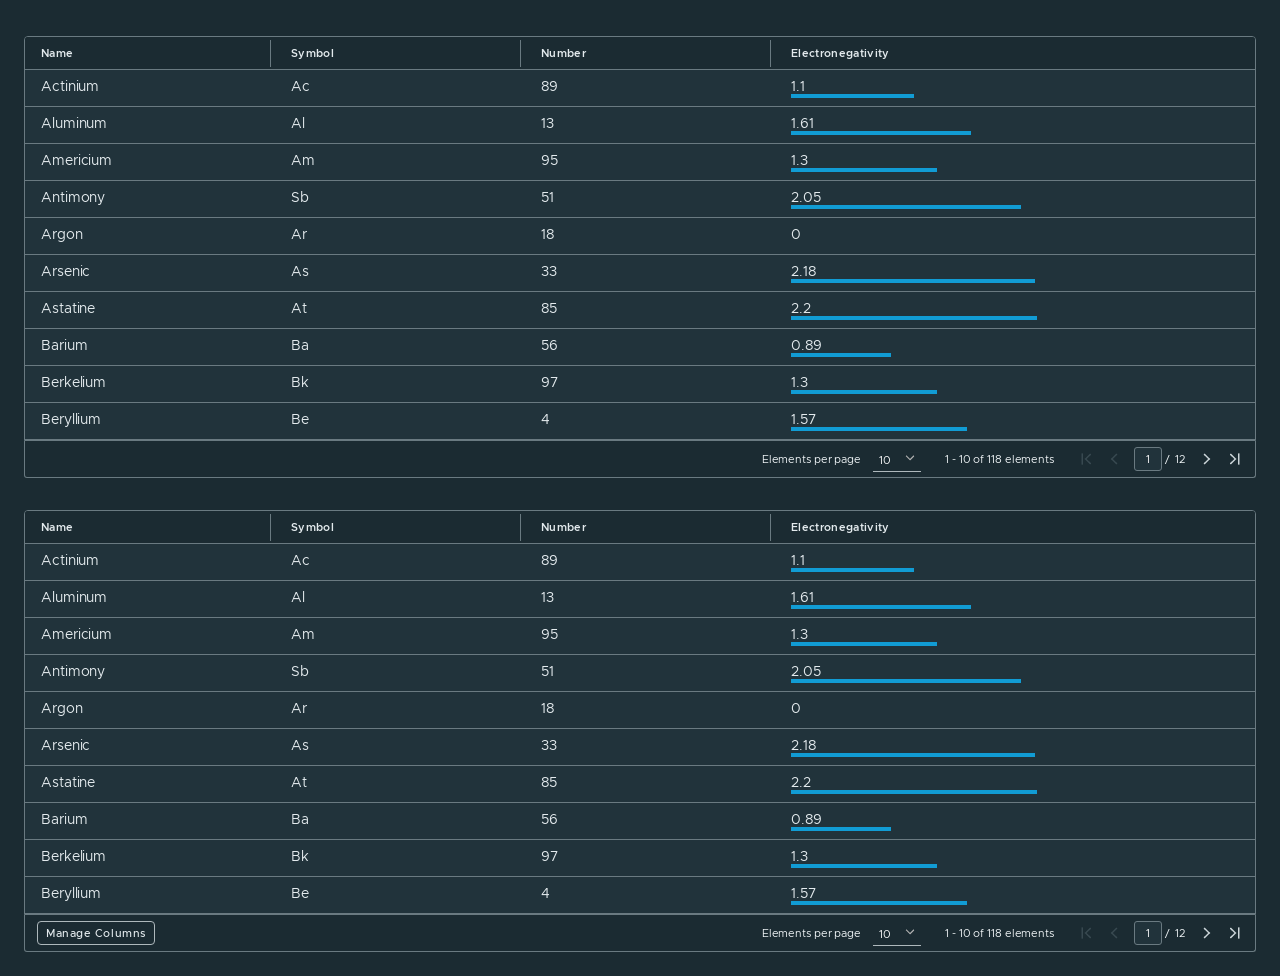 Name Symbol Number Electronegativity
Actinium Ac 89 1.1
Aluminum Al 13 1.61
Americium Am 95 1.3
Antimony Sb 51 2.05
Argon Ar 18 0
Arsenic As 33 2.18
Astatine At 85 2.2
Barium Ba 56 0.89
Berkelium Bk 97 1.3
Beryllium Be 4 1.57
Elements per page 10 1 - 10 of 118 elements 1 / 12
Name Symbol Number Electronegativity
Actinium Ac 89 1.1
Aluminum Al 13 1.61
Americium Am 95 1.3
Antimony Sb 51 2.05
Argon Ar 18 0
Arsenic As 33 2.18
Astatine At 85 2.2
Barium Ba 56 0.89
Berkelium Bk 97 1.3
Beryllium Be 4 1.57
Manage Columns Elements per page 10 1 - 10 of 118 elements 1 / 12